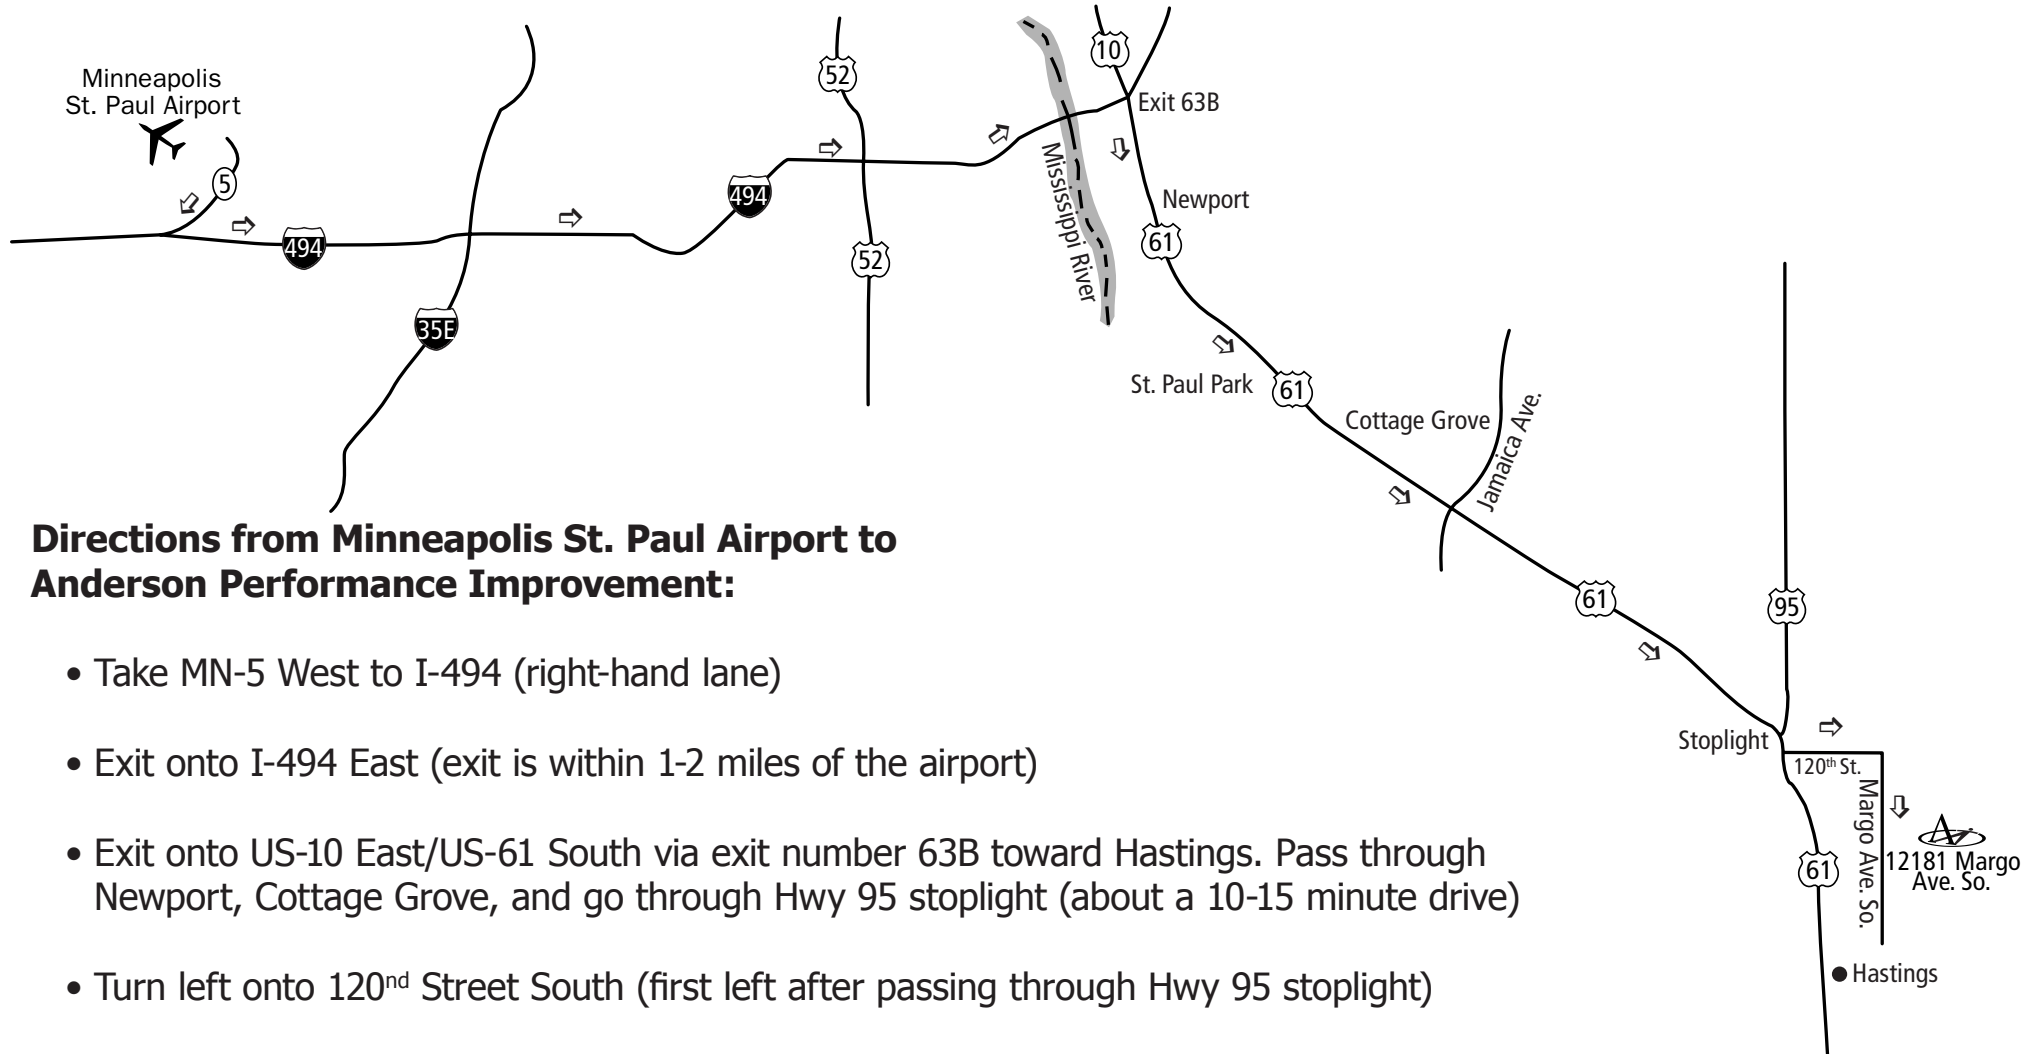 Minneapolis
St. Paul Airport
5
494
35E
494
52
52
Mississippi River
10
Exit 63B
Newport
61
St. Paul Park
61
Cottage Grove
Jamaica Ave.
61
95
Stoplight
120th St.
Margo Ave. So.
61
12181 Margo
Ave. So.
Hastings
Directions from Minneapolis St. Paul Airport to
Anderson Performance Improvement:
• Take MN-5 West to I-494 (right-hand lane)
• Exit onto I-494 East (exit is within 1-2 miles of the airport)
• Exit onto US-10 East/US-61 South via exit number 63B toward Hastings. Pass through
Newport, Cottage Grove, and go through Hwy 95 stoplight (about a 10-15 minute drive)
• Turn left onto 120nd Street South (first left after passing through Hwy 95 stoplight)